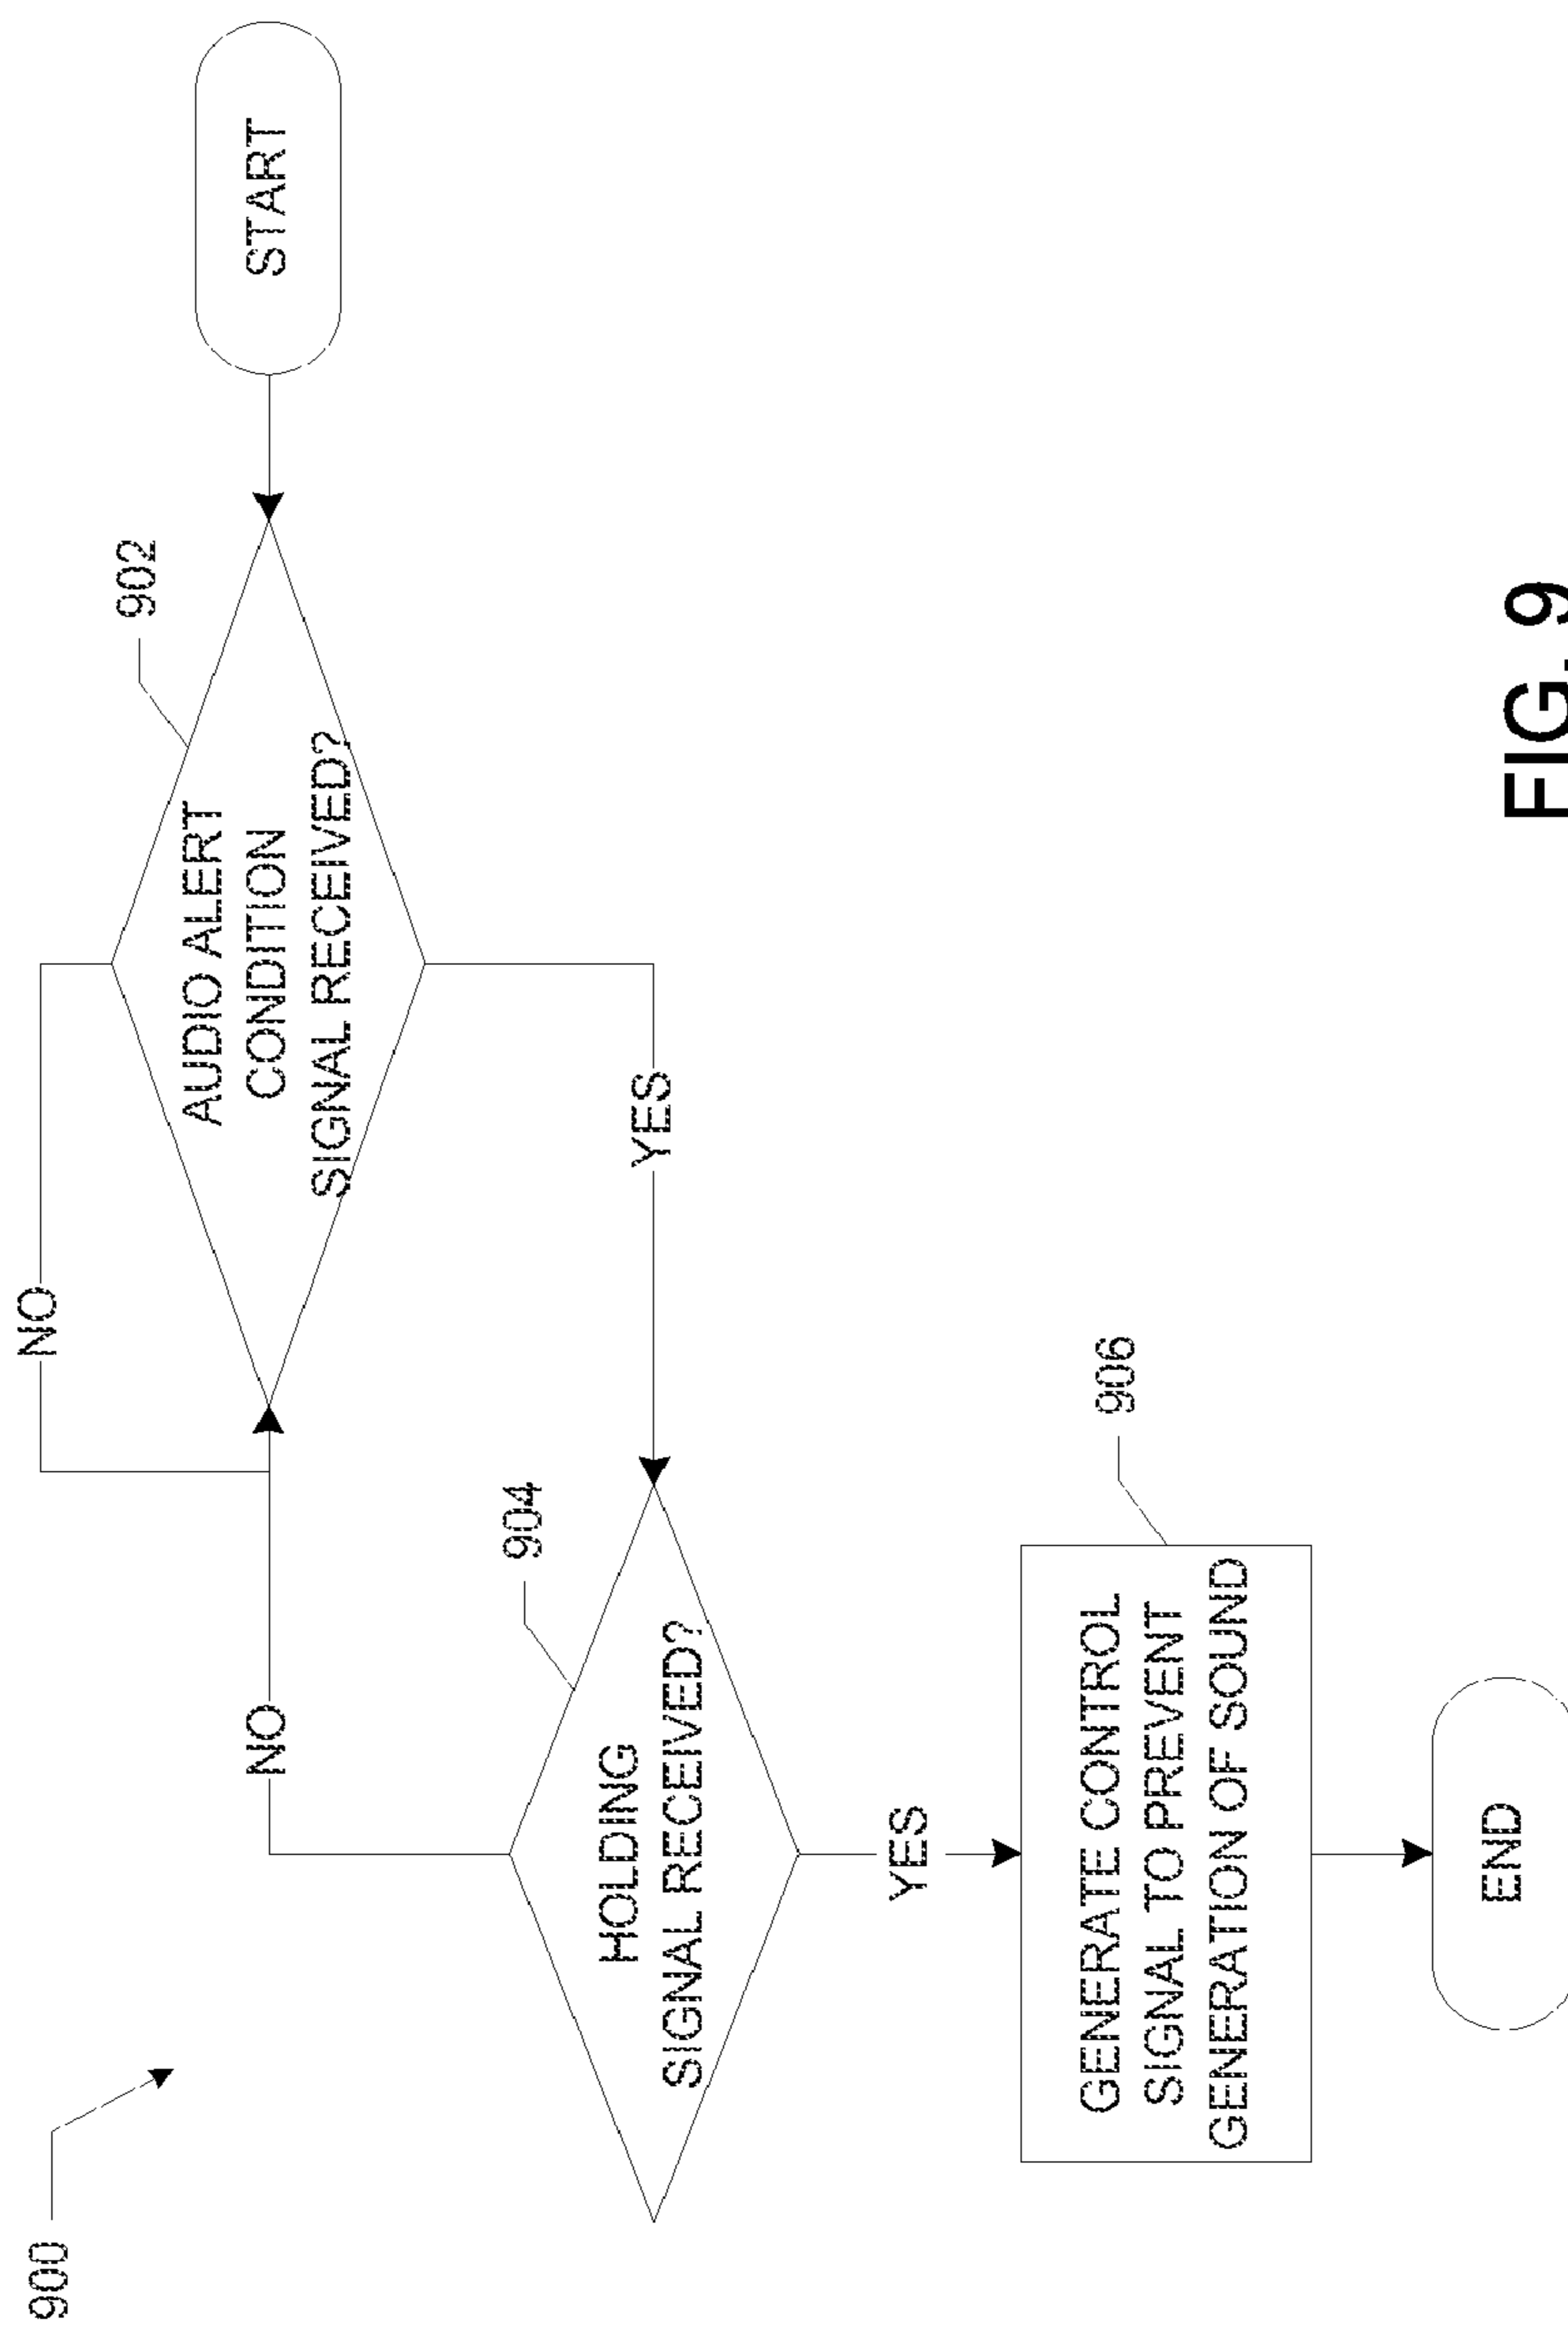 900
START
902
AUDIO ALERT
CONDITION
SIGNAL RECEIVED?
NO
YES
904
HOLDING
SIGNAL RECEIVED?
NO
YES
906
GENERATE CONTROL
SIGNAL TO PREVENT
GENERATION OF SOUND
END
FIG. 9